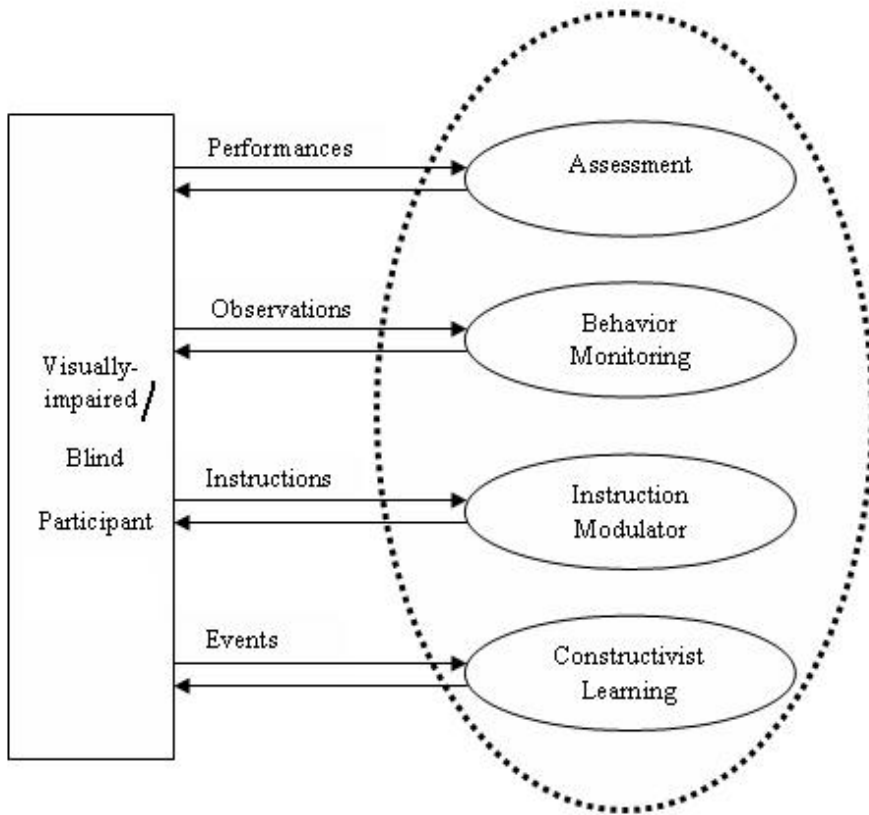 Performances
Assessment
Observations
Behavior
Monitoring
Visually-
impaired /
Blind
Participant
Instructions
Instruction
Modulator
Events
Constructivist
Learning